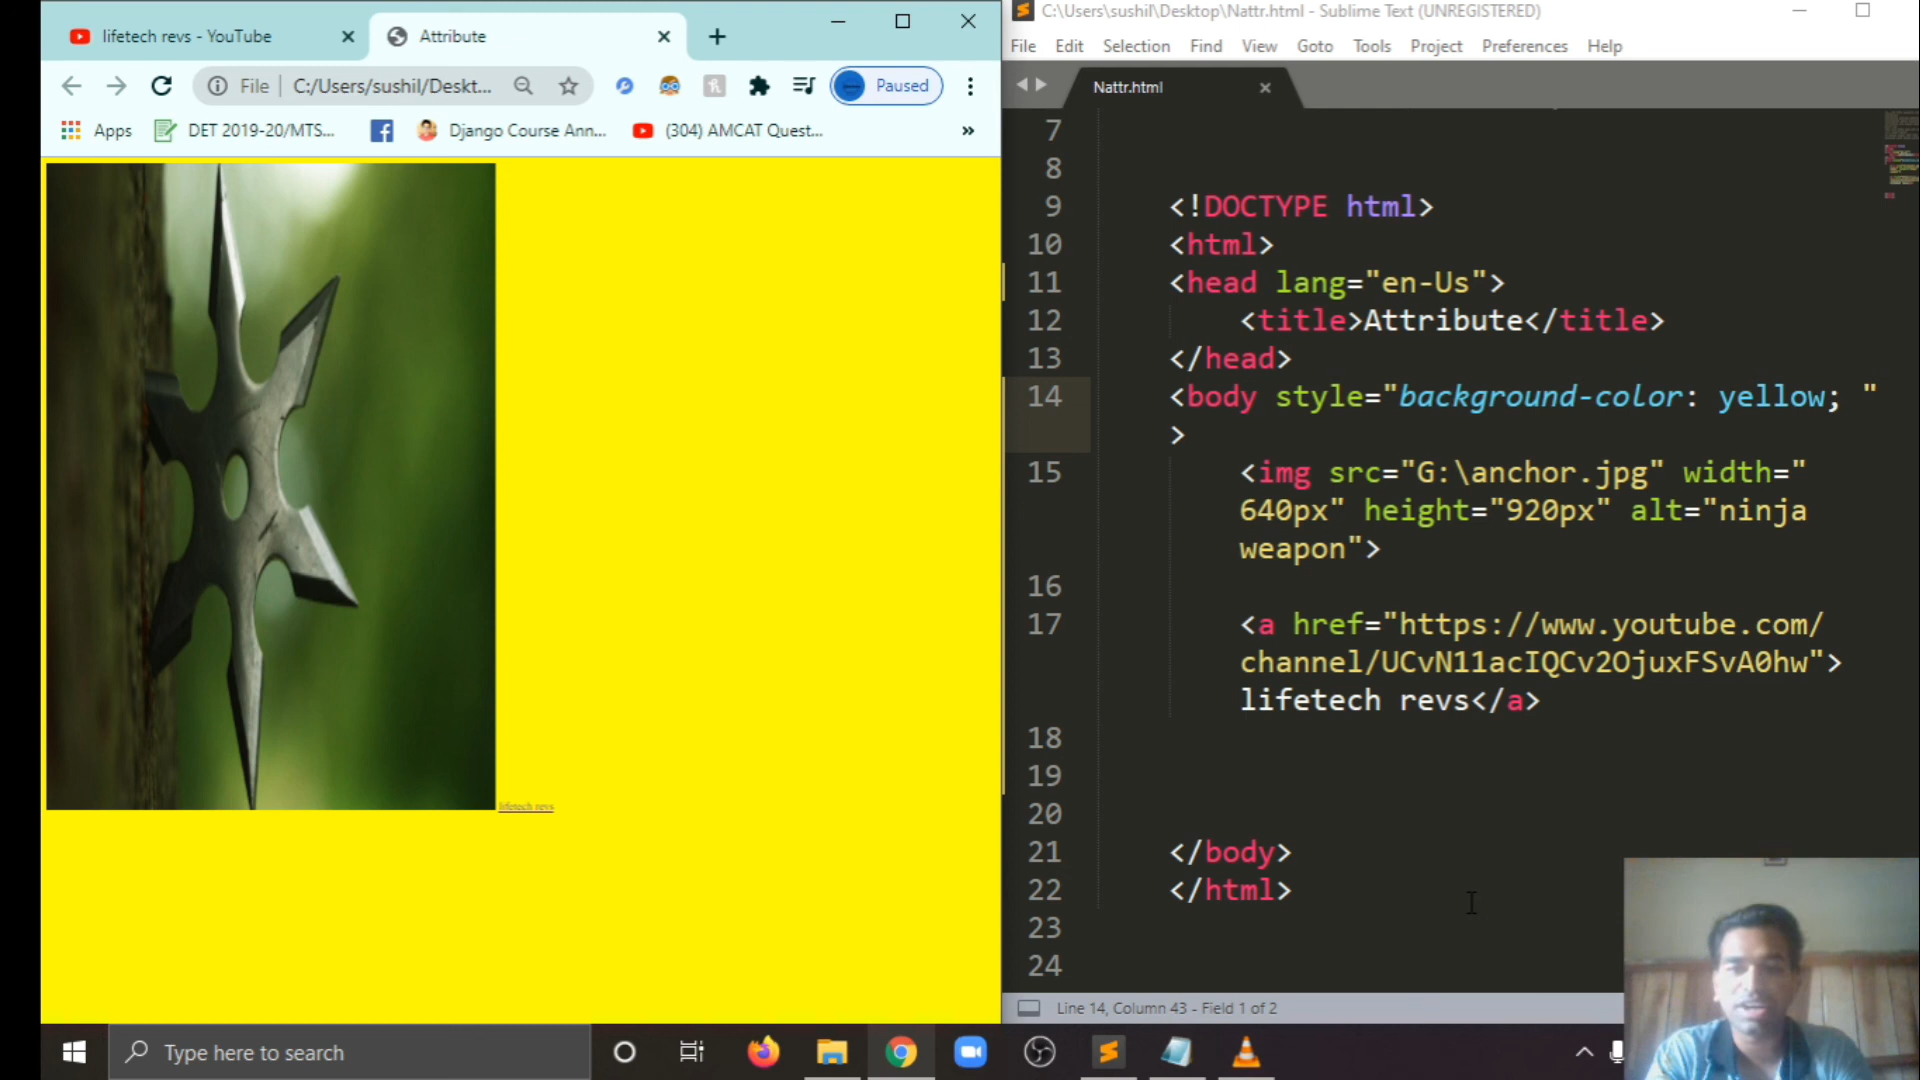 lifetech revs - YouTube
Attribute
File
C:/Users/sushil/Deskt...
Paused
Apps
DET 2019-20/MTS...
Django Course Ann...
(304) AMCAT Quest...
»
lifetech revs
C:\Users\sushil\Desktop\Nattr.html - Sublime Text (UNREGISTERED)
File Edit Selection Find View Goto Tools Project Preferences Help
Nattr.html
7
8
9 <!DOCTYPE html>
10 <html>
11 <head lang="en-Us">
12 <title>Attribute</title>
13 </head>
14 <body style="background-color: yellow; "
>
15 <img src="G:\anchor.jpg" width="
640px" height="920px" alt="ninja
weapon">
16
17 <a href="https://www.youtube.com/
channel/UCvN11acIQCv2OjuxFSvA0hw">
lifetech revs</a>
18
19
20
21 </body>
22 </html>
23
24
Line 14, Column 43 - Field 1 of 2
Type here to search